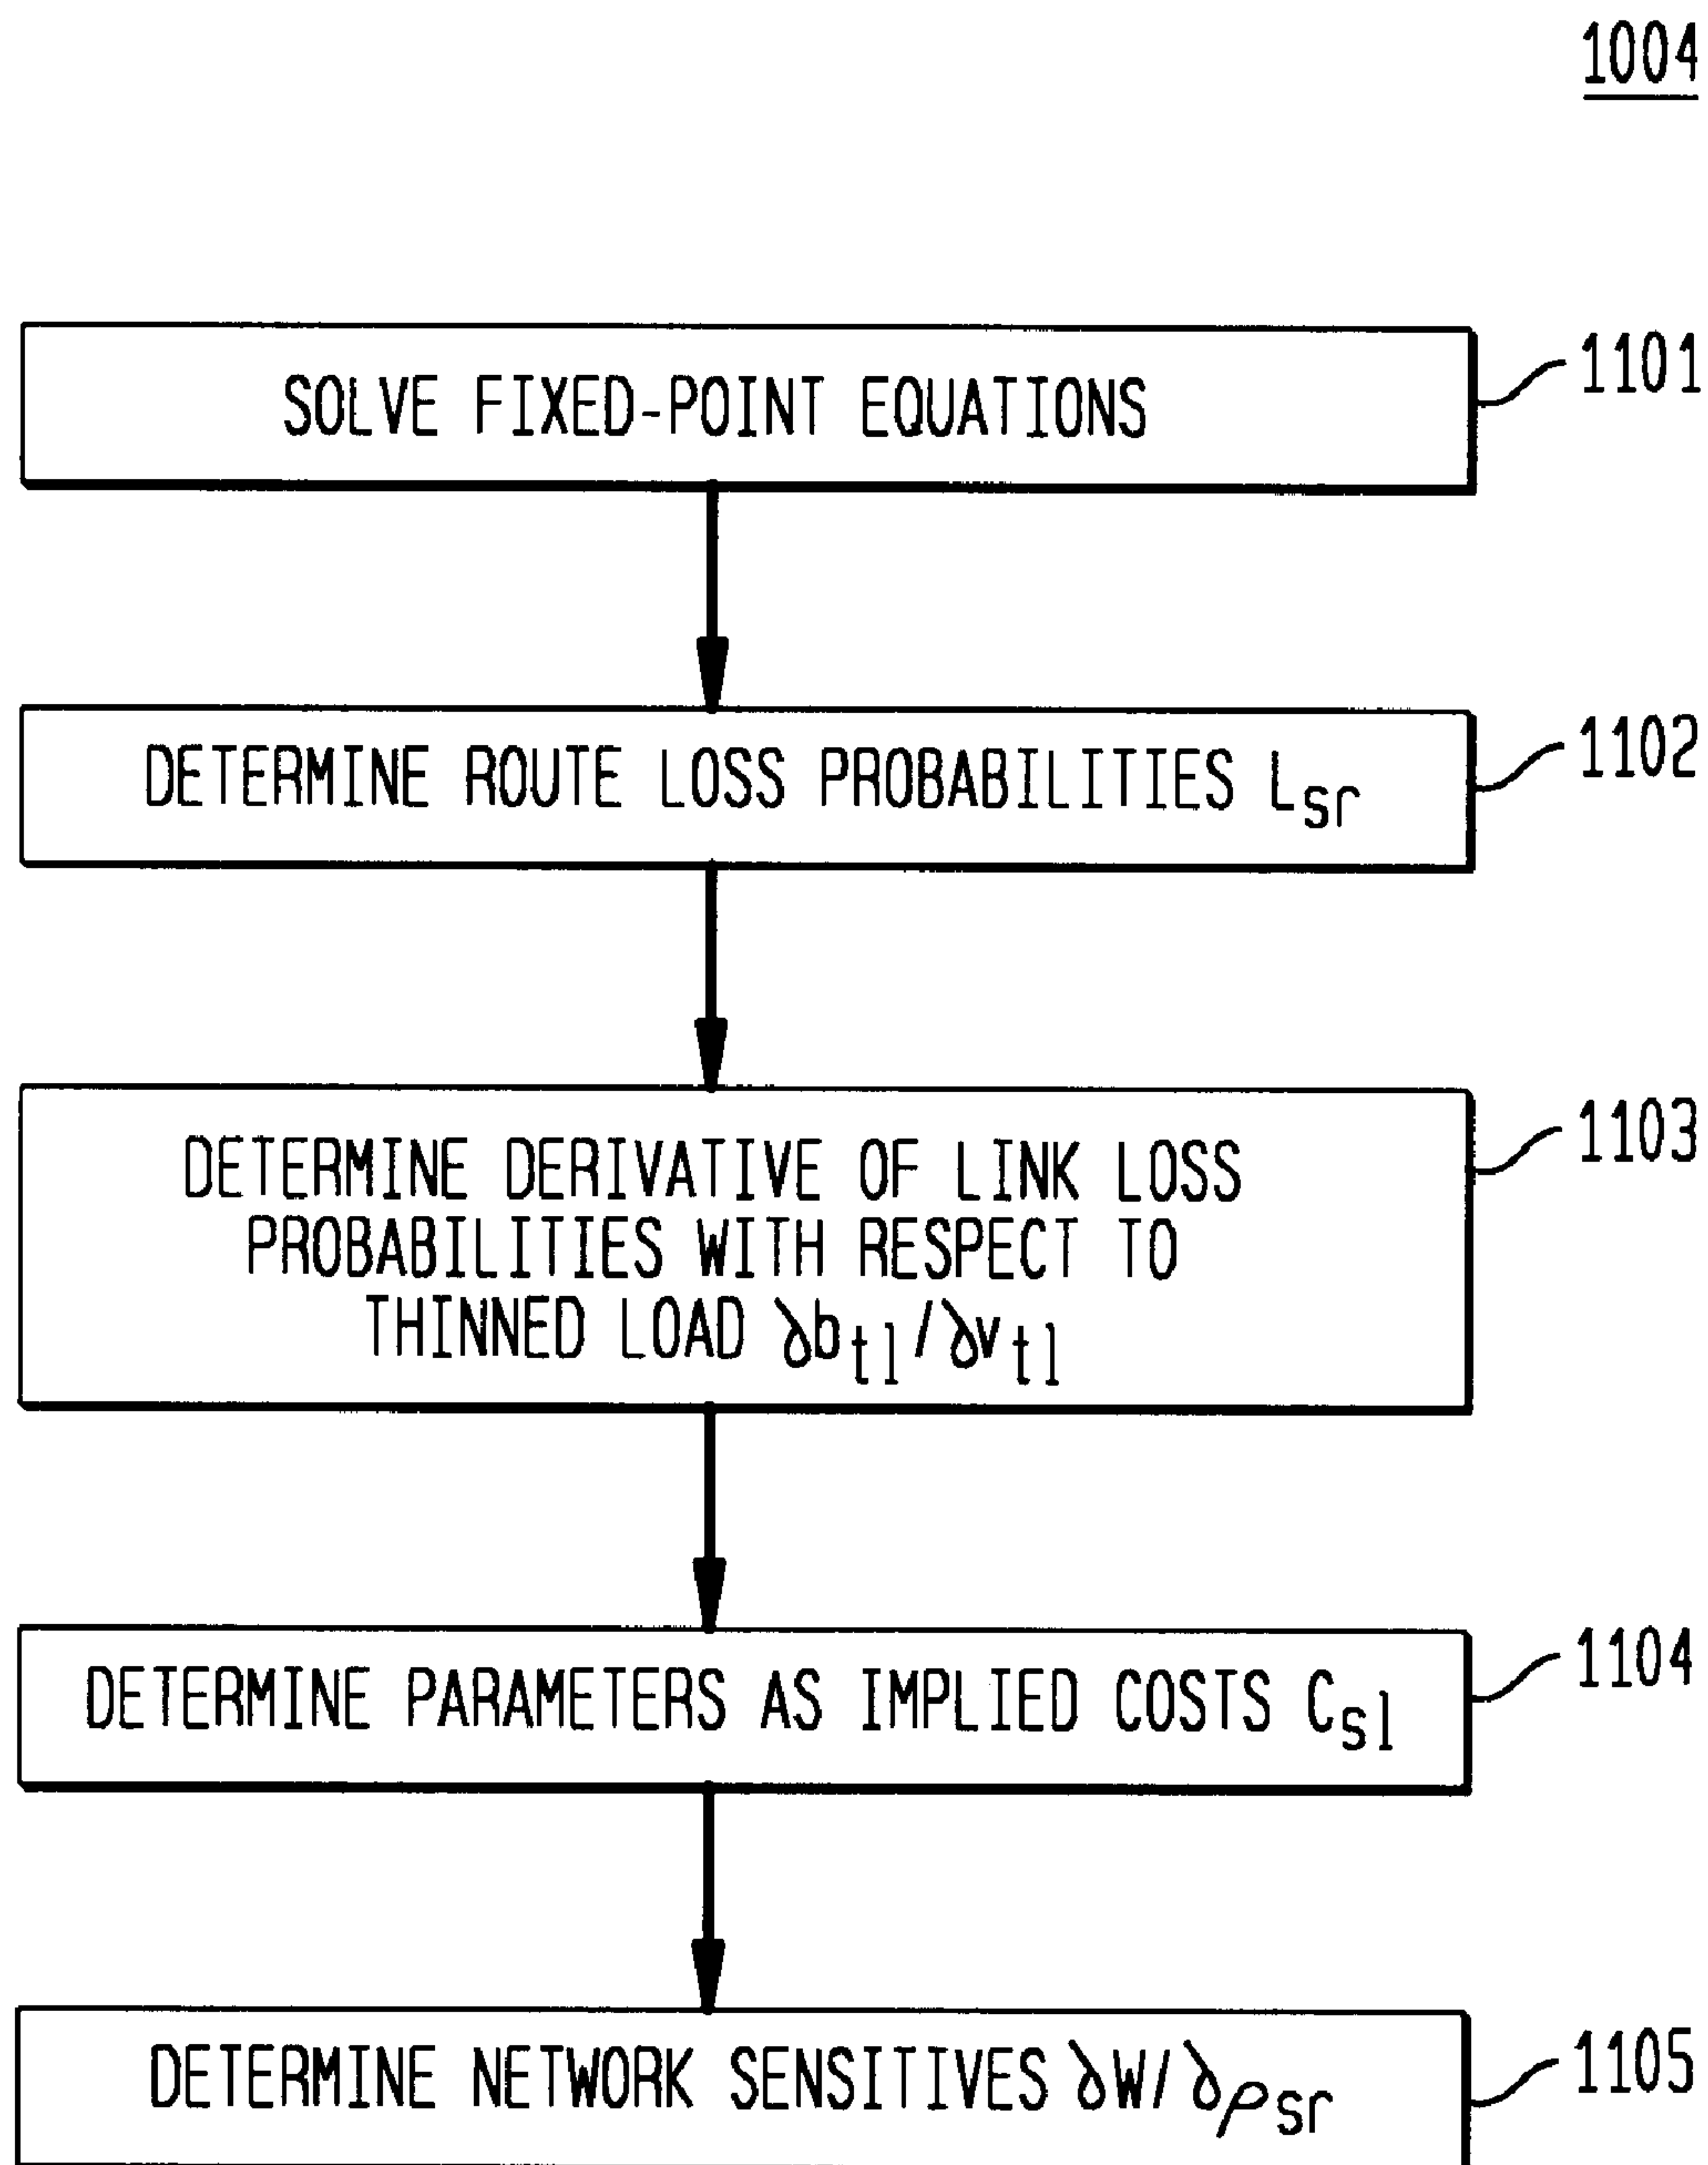 1004
SOLVE FIXED-POINT EQUATIONS
1101
DETERMINE ROUTE LOSS PROBABILITIES Lsr
1102
DETERMINE DERIVATIVE OF LINK LOSS
PROBABILITIES WITH RESPECT TO
THINNED LOAD ∂btl/∂vtl
1103
DETERMINE PARAMETERS AS IMPLIED COSTS Csl
1104
DETERMINE NETWORK SENSITIVES ∂W/∂ρsr
1105